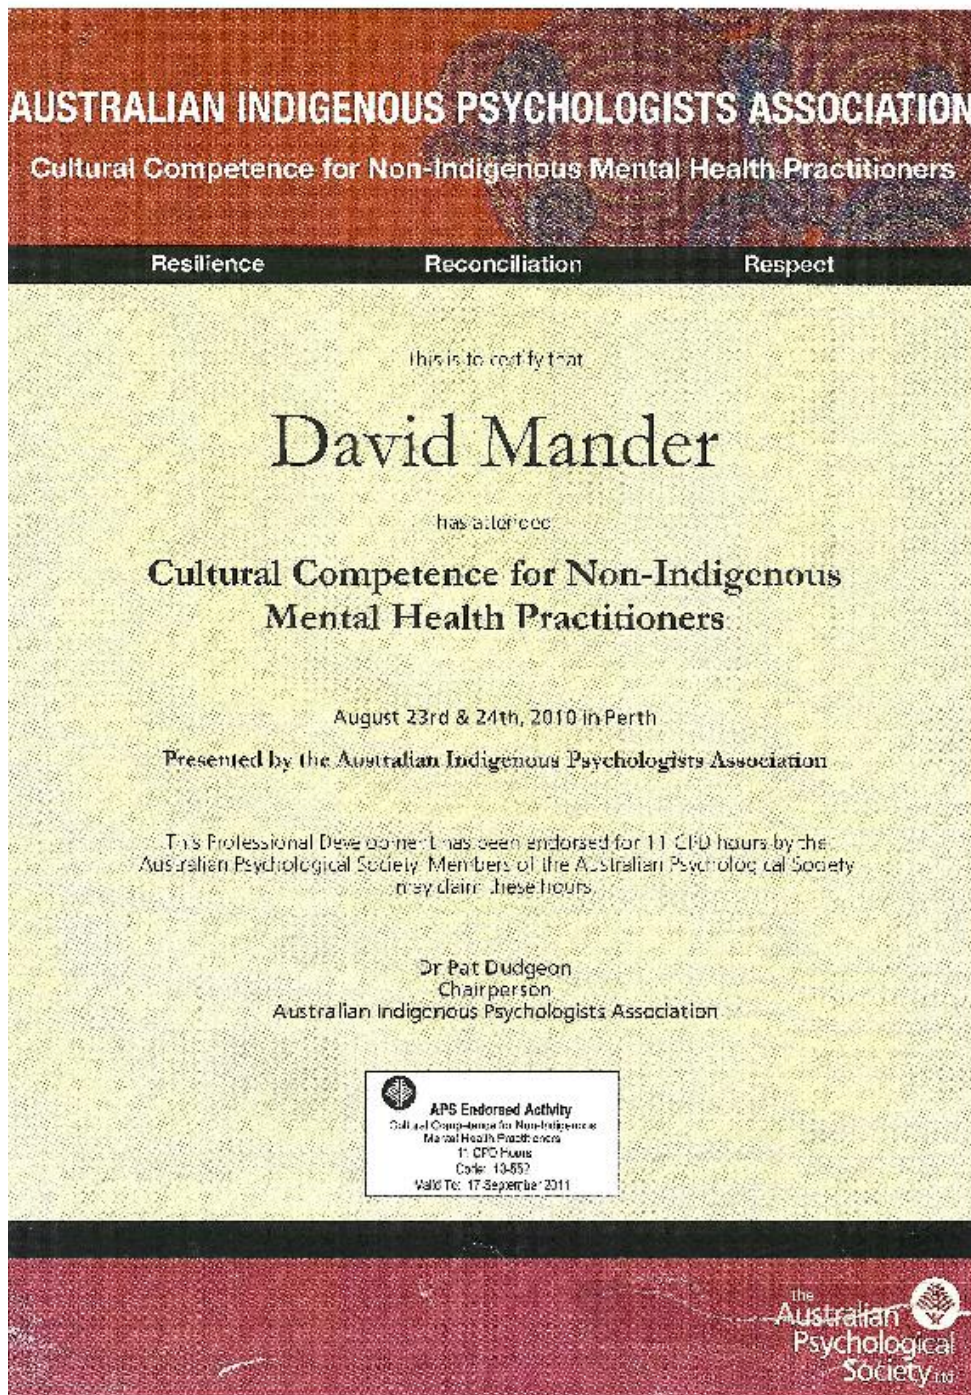 AUSTRALIAN INDIGENOUS PSYCHOLOGISTS ASSOCIATION
Cultural Competence for Non-Indigenous Mental Health Practitioners
Resilience Reconciliation Respect
this is to certify that
David Mander
has attended
Cultural Competence for Non-Indigenous
Mental Health Practitioners
August 23rd & 24th, 2010 in Perth
Presented by the Australian Indigenous Psychologists Association
This Professional Development has been endorsed for 11 CPD hours by the
Australian Psychological Society. Members of the Australian Psychological Society
may claim these hours.
Dr Pat Dudgeon
Chairperson
Australian Indigenous Psychologists Association
APS Endorsed Activity
Cultural Competence for Non-Indigenous
Mental Health Practitioners
11 CPD Hours
Code:
Valid To: 17 September 2011
the
Australian
Psychological
Society Ltd